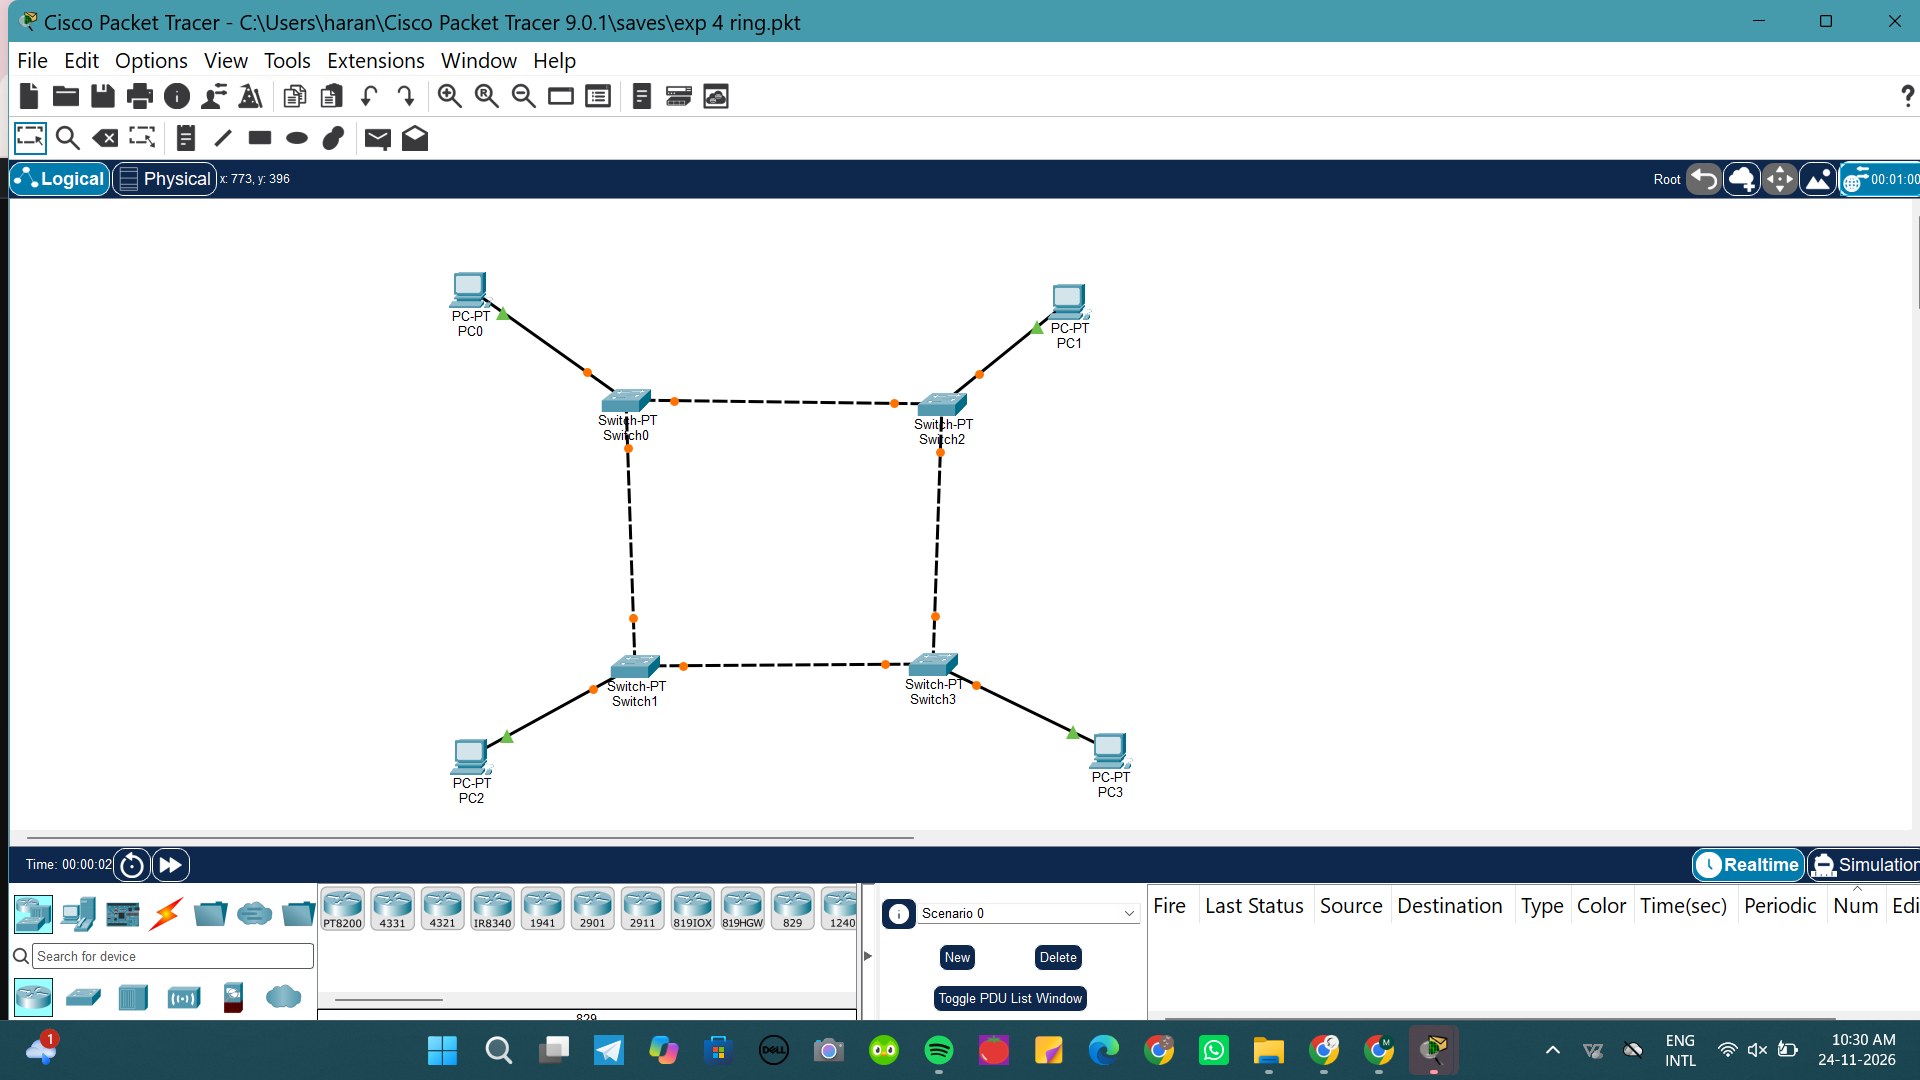 Cisco Packet Tracer - C:\Users\haran\Cisco Packet Tracer 9.0.1\saves\exp 4 ring.pkt
File Edit Options View Tools Extensions Window Help
?
Logical Physical x: 773, y: 396 Root 00:01:00
PC-PT
PC0
PC-PT
PC1
Switch-PT
Switch0
Switch-PT
Switch2
Switch-PT
Switch1
Switch-PT
Switch3
PC-PT
PC2
PC-PT
PC3
Time: 00:00:02 Realtime Simulation
PT8200 4331 4321 IR8340 1941 2901 2911 819IOX 819HGW 829 1240
Scenario 0
Fire Last Status Source Destination Type Color Time(sec) Periodic Num Edi
Search for device
New Delete
Toggle PDU List Window
829
1
DELL
M
ENG
INTL
10:30 AM
24-11-2026